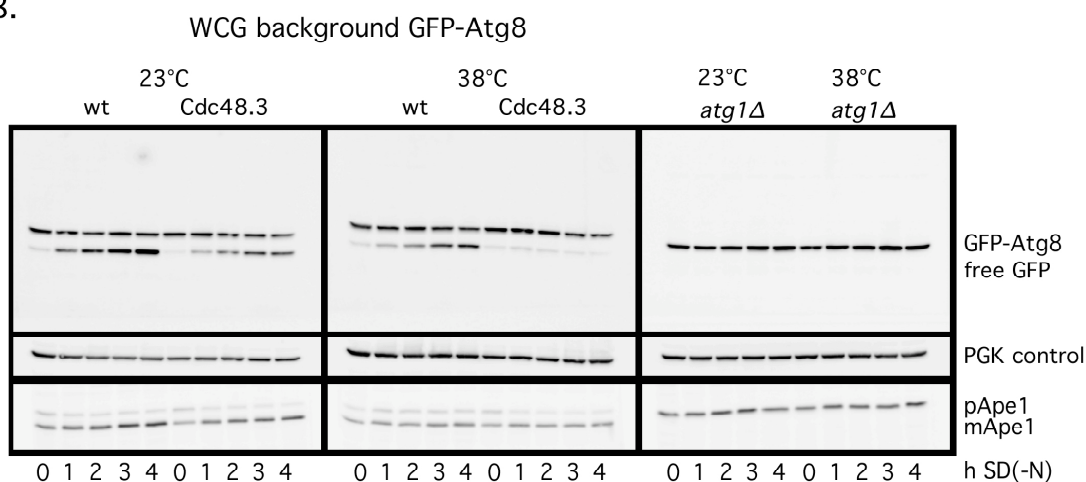 B.
WCG background GFP-Atg8
23°C 38°C 23°C 38°C
wt Cdc48.3 wt Cdc48.3 atg1Δ atg1Δ
GFP-Atg8
free GFP
PGK control
pApe1
mApe1
0 1 2 3 4 0 1 2 3 4 0 1 2 3 4 0 1 2 3 4 0 1 2 3 4 0 1 2 3 4 h SD(-N)